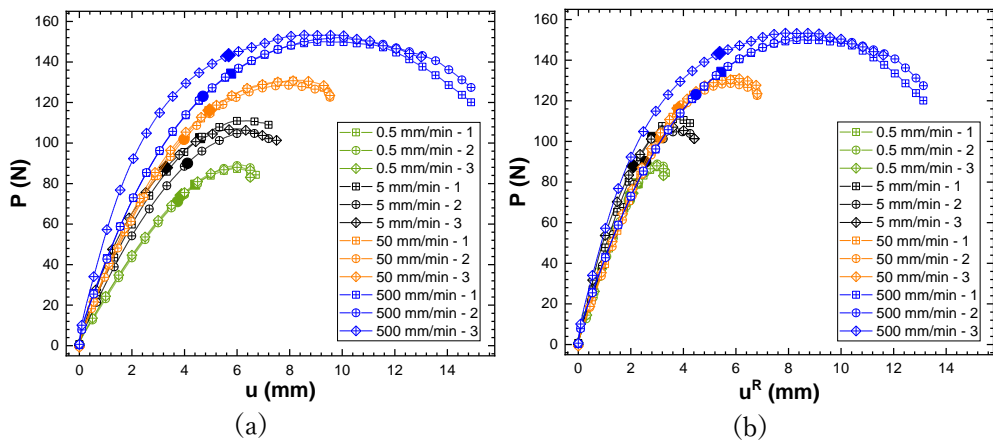 160
140
120
100
80
60
40
20
0
P (N)
0 2 4 6 8 10 12 14
u (mm)
0.5 mm/min - 1
0.5 mm/min - 2
0.5 mm/min - 3
5 mm/min - 1
5 mm/min - 2
5 mm/min - 3
50 mm/min - 1
50 mm/min - 2
50 mm/min - 3
500 mm/min - 1
500 mm/min - 2
500 mm/min - 3
(a)
160
140
120
100
80
60
40
20
0
P (N)
0 2 4 6 8 10 12 14
u^R (mm)
0.5 mm/min - 1
0.5 mm/min - 2
0.5 mm/min - 3
5 mm/min - 1
5 mm/min - 2
5 mm/min - 3
50 mm/min - 1
50 mm/min - 2
50 mm/min - 3
500 mm/min - 1
500 mm/min - 2
500 mm/min - 3
(b)